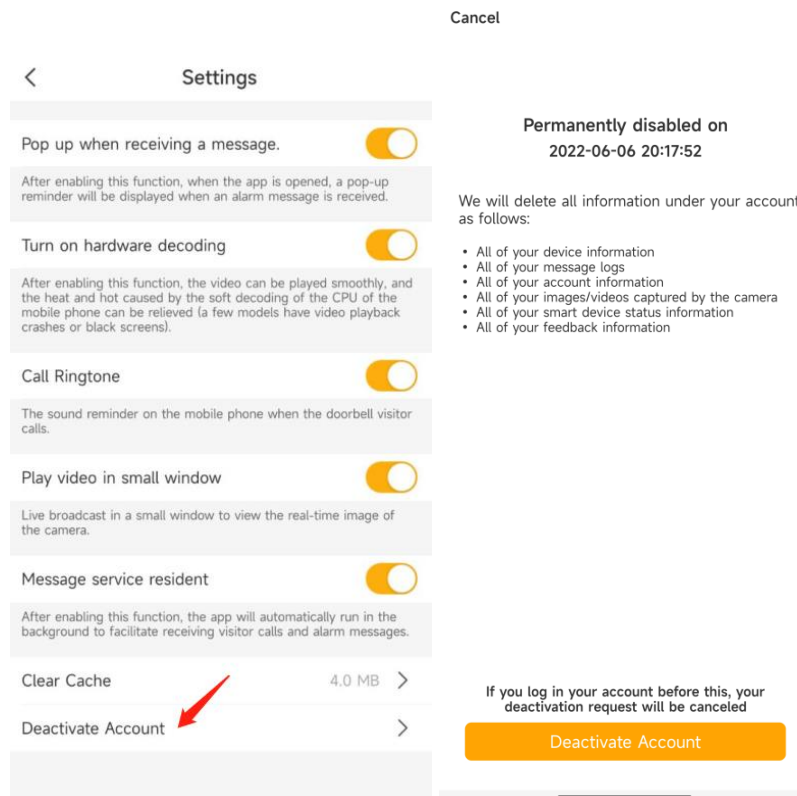 Settings
Pop up when receiving a message.
After enabling this function, when the app is opened, a pop-up
reminder will be displayed when an alarm message is received.
Turn on hardware decoding
After enabling this function, the video can be played smoothly, and
the heat and hot caused by the soft decoding of the CPU of the
mobile phone can be relieved (a few models have video playback
crashes or black screens).
Call Ringtone
The sound reminder on the mobile phone when the doorbell visitor
calls.
Play video in small window
Live broadcast in a small window to view the real-time image of
the camera.
Message service resident
After enabling this function, the app will automatically run in the
background to facilitate receiving visitor calls and alarm messages.
Clear Cache 4.0 MB
Deactivate Account
Cancel
Permanently disabled on
2022-06-06 20:17:52
We will delete all information under your account
as follows:
• All of your device information
• All of your message logs
• All of your account information
• All of your images/videos captured by the camera
• All of your smart device status information
• All of your feedback information
If you log in your account before this, your
deactivation request will be canceled
Deactivate Account